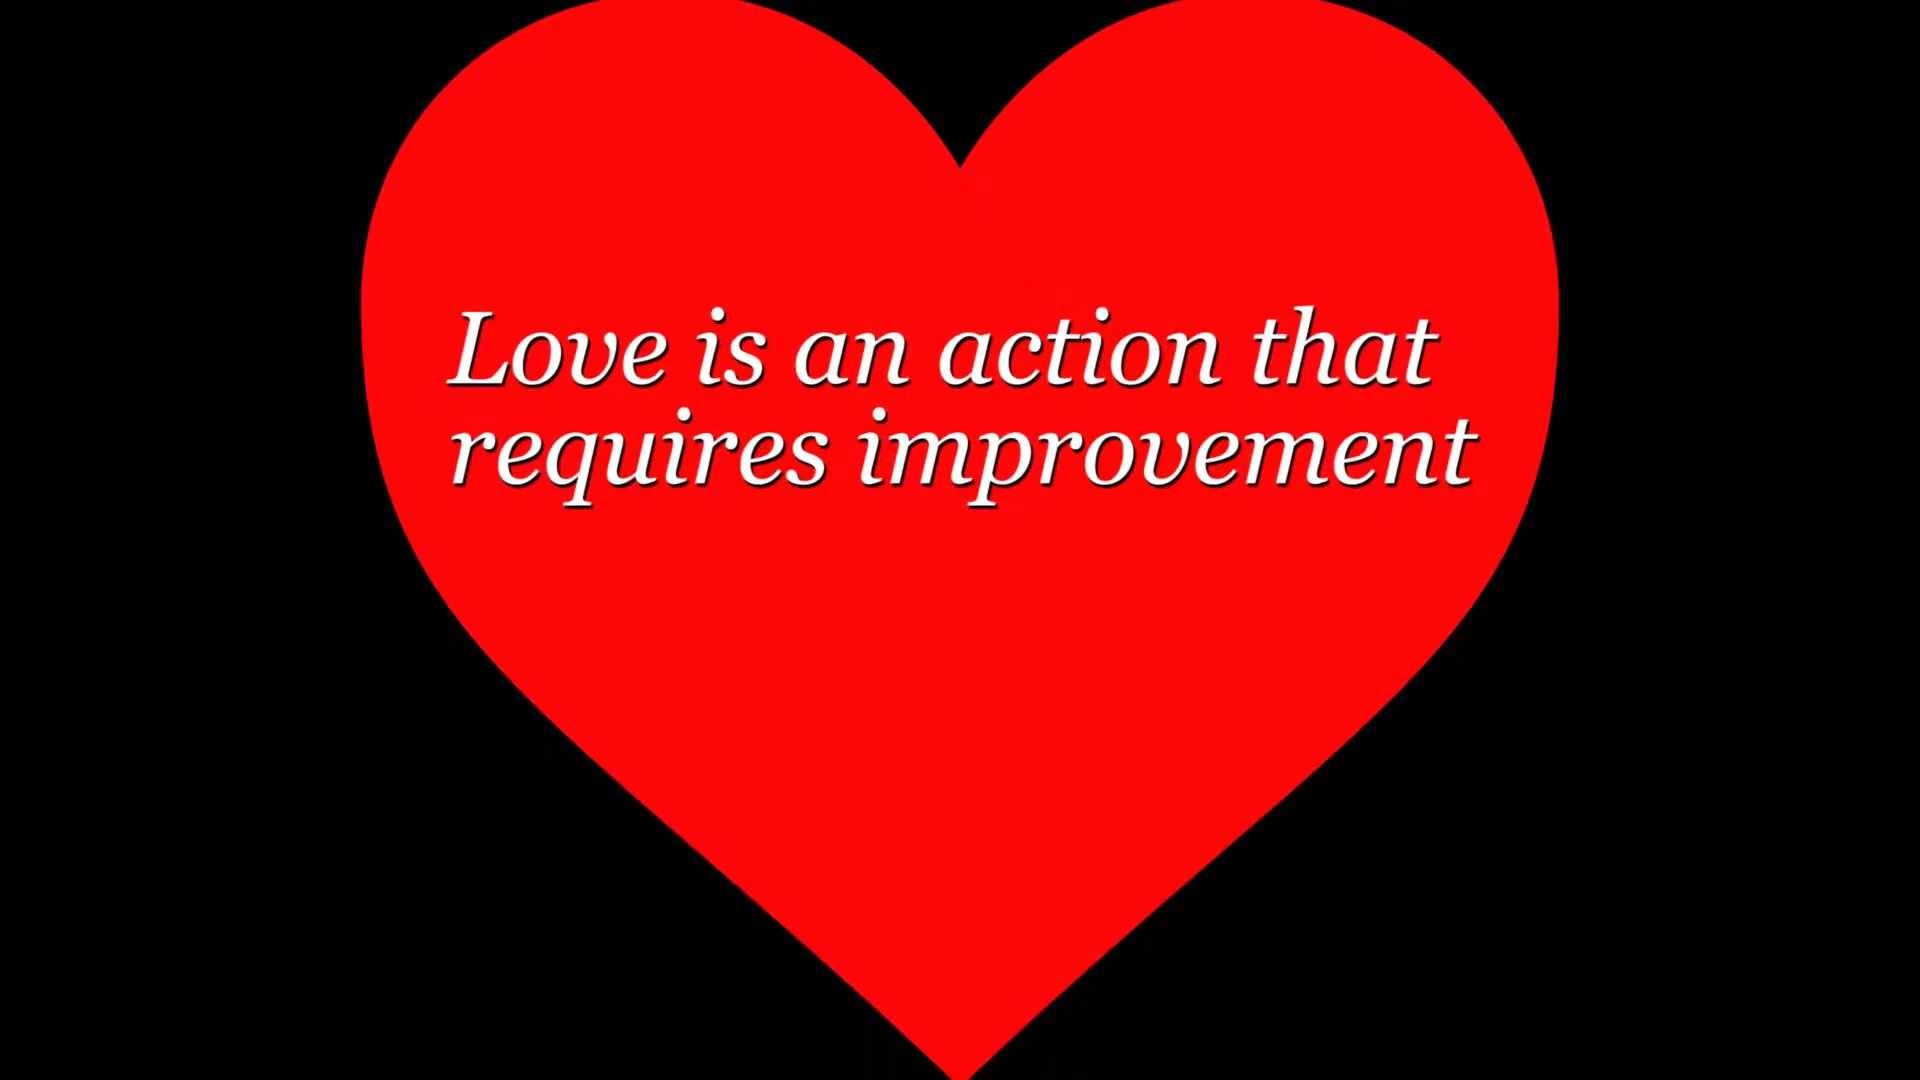 Love is an action that
requires improvement